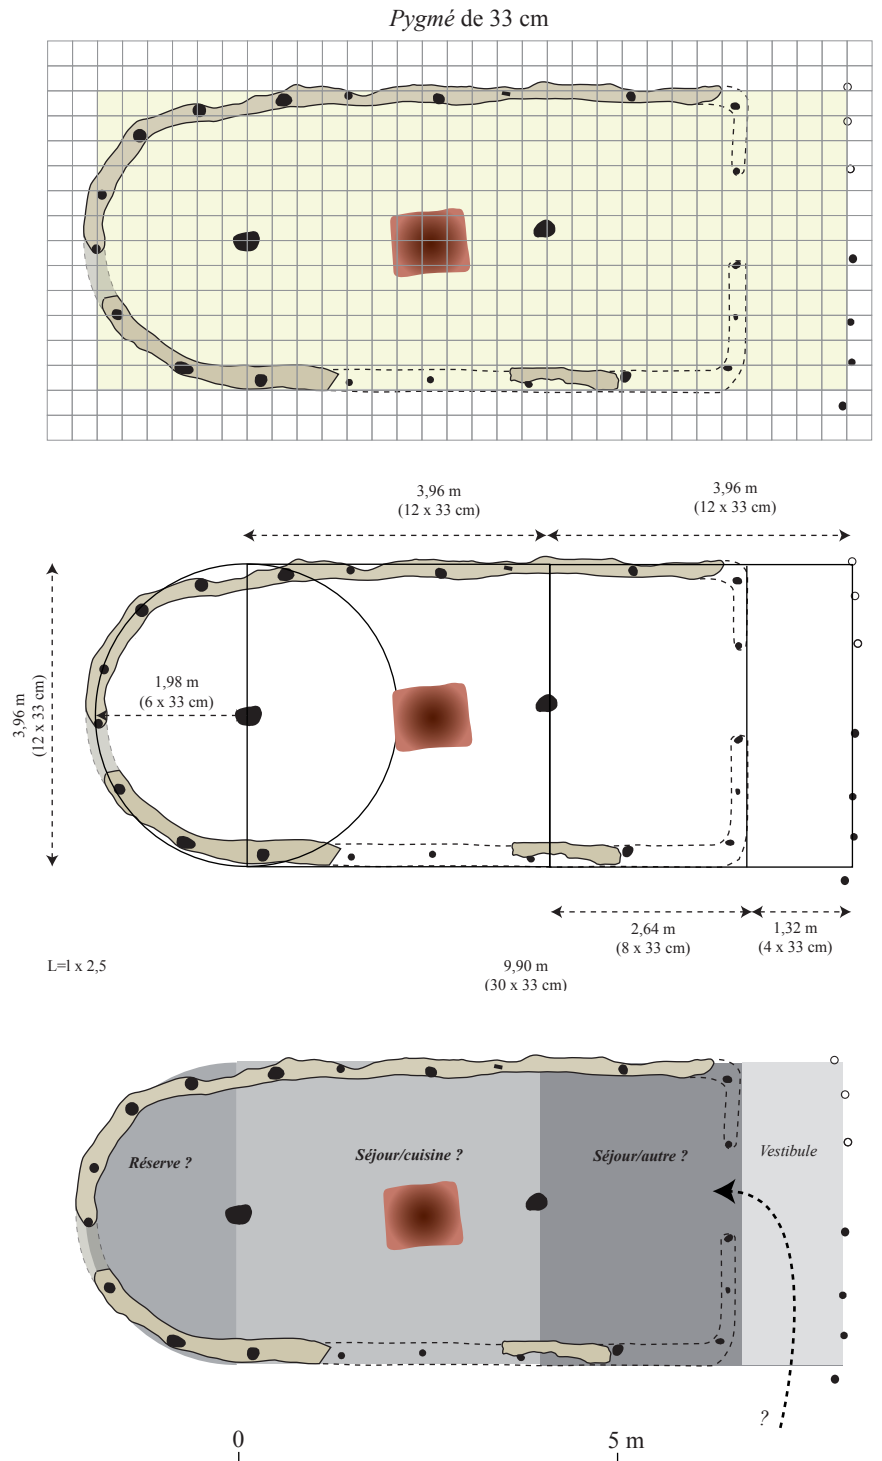 Pygmé de 33 cm
3,96 m
(12 x 33 cm)
3,96 m
(12 x 33 cm)
3,96 m
(12 x 33 cm)
1,98 m
(6 x 33 cm)
2,64 m
(8 x 33 cm)
1,32 m
(4 x 33 cm)
L=l x 2,5
9,90 m
(30 x 33 cm)
Réserve ?
Séjour/cuisine ?
Séjour/autre ?
Vestibule
?
0
5 m